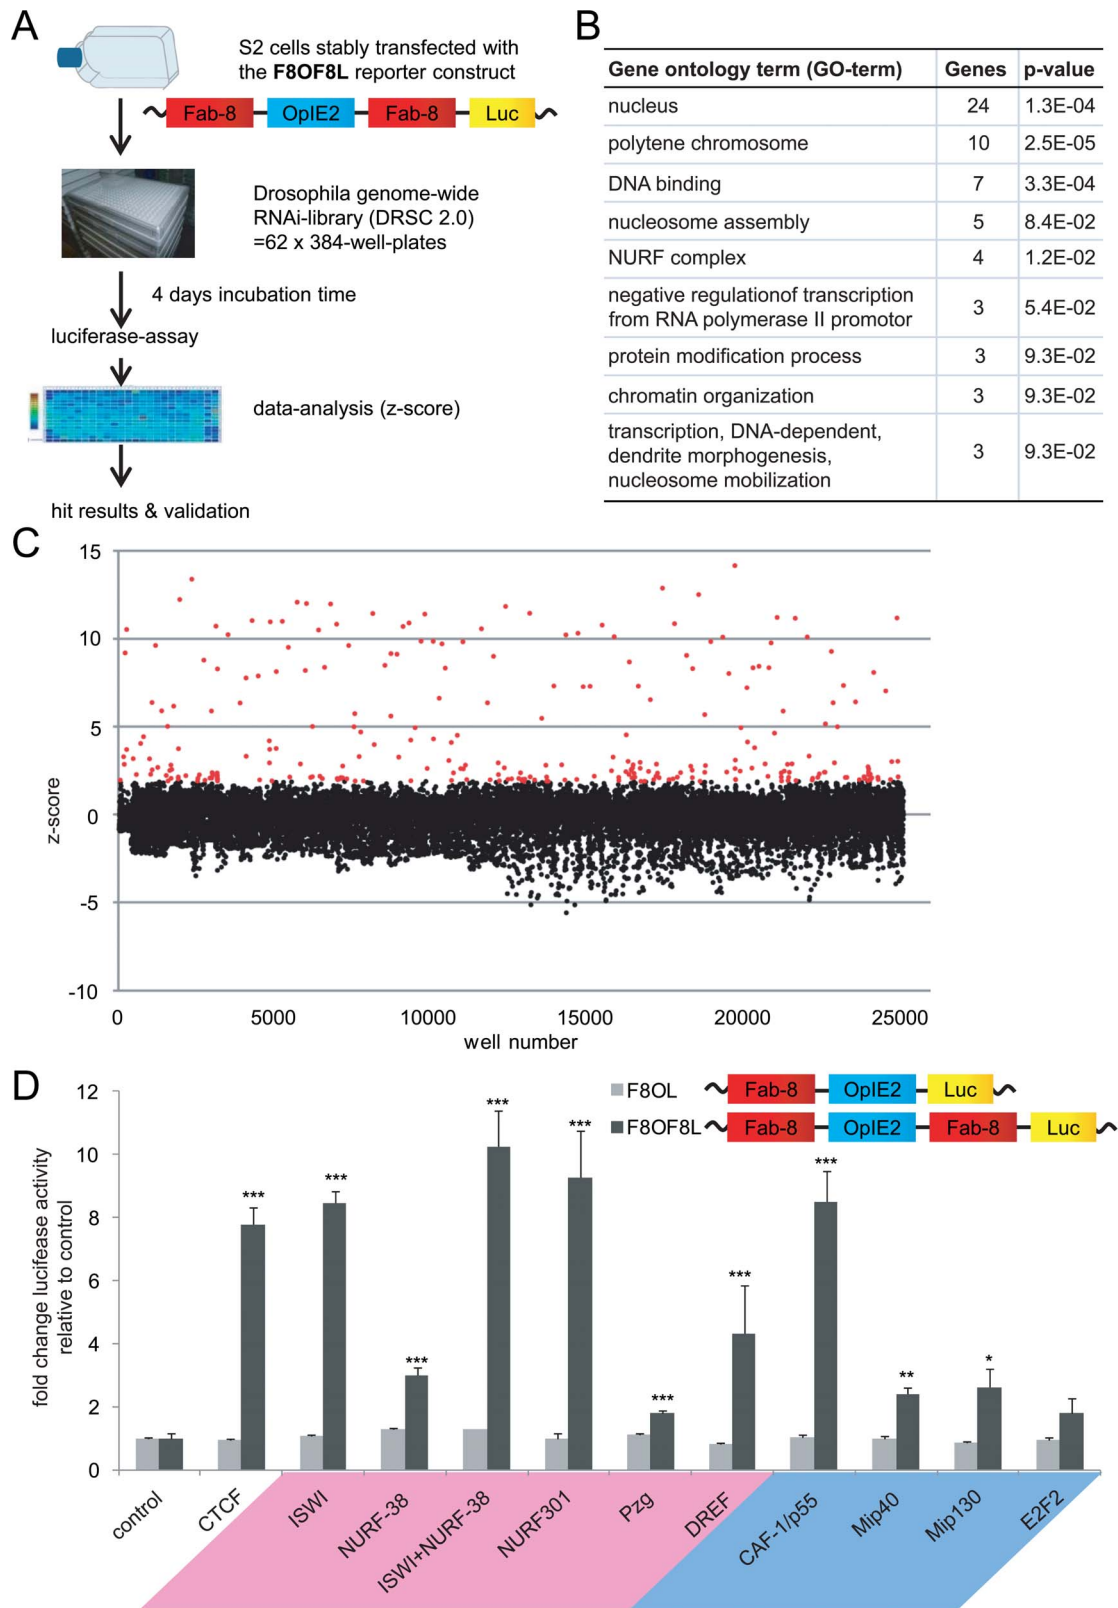 A
S2 cells stably transfected with
the F8OF8L reporter construct
Fab-8 OpIE2 Fab-8 Luc
Drosophila genome-wide
RNAi-library (DRSC 2.0)
=62 x 384-well-plates
4 days incubation time
luciferase-assay
data-analysis (z-score)
hit results & validation
B
Gene ontology term (GO-term) Genes p-value
nucleus 24 1.3E-04
polytene chromosome 10 2.5E-05
DNA binding 7 3.3E-04
nucleosome assembly 5 8.4E-02
NURF complex 4 1.2E-02
negative regulationof transcription
from RNA polymerase II promotor 3 5.4E-02
protein modification process 3 9.3E-02
chromatin organization 3 9.3E-02
transcription, DNA-dependent,
dendrite morphogenesis, 3 9.3E-02
nucleosome mobilization
C
z-score
15
10
5
0
-5
-10
0 5000 10000 15000 20000 25000
well number
D
fold change lucifease activity
relative to control
12
10
8
6
4
2
0
F8OL Fab-8 OpIE2 Luc
F8OF8L Fab-8 OpIE2 Fab-8 Luc
*** *** *** *** *** *** *** *** ** *
control CTCF ISWI NURF-38 ISWI+NURF-38 NURF301 Pzg DREF CAF-1/p55 Mip40 Mip130 E2F2